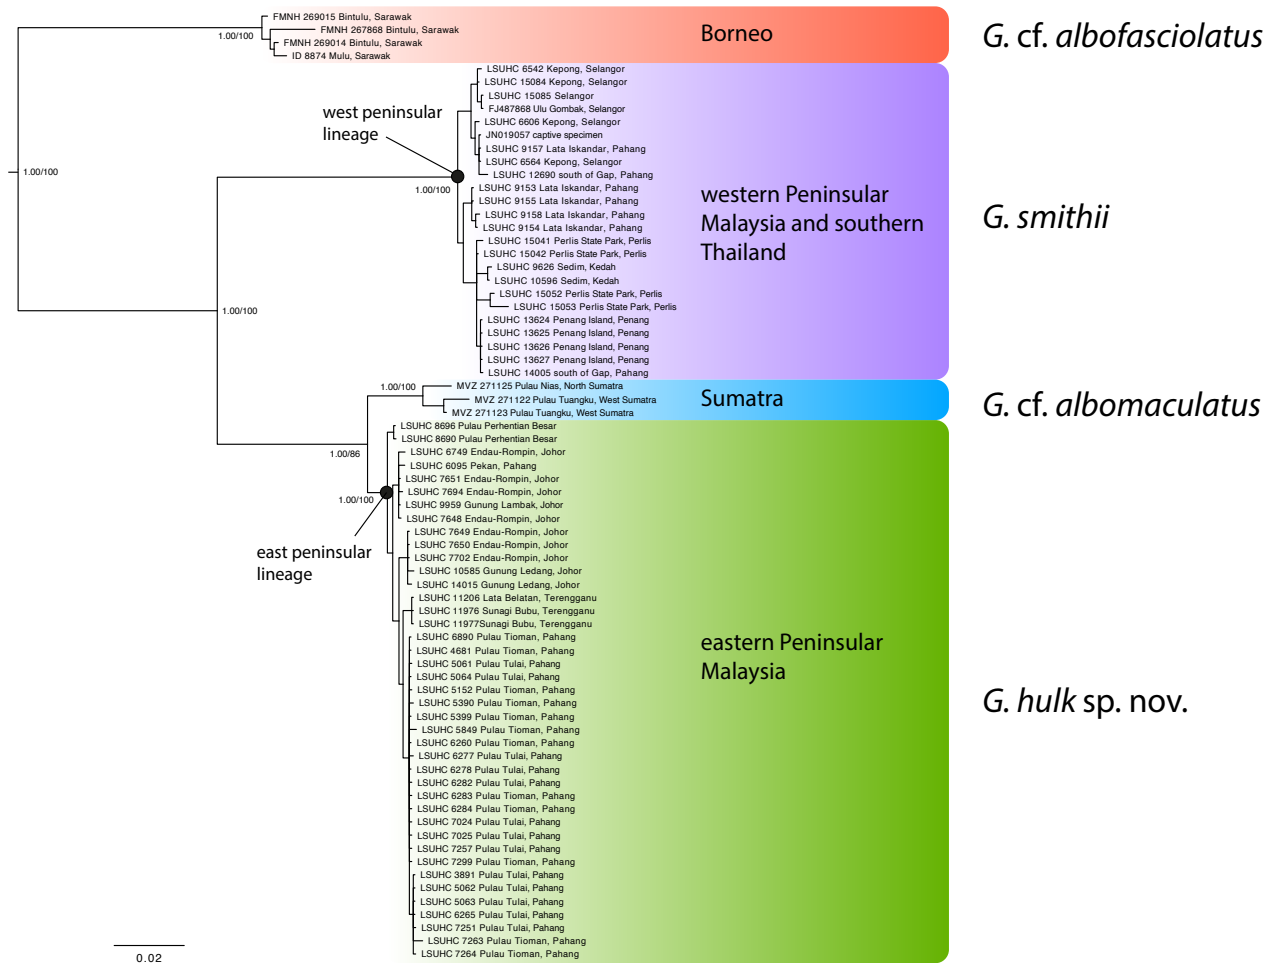 FMNH 269015 Bintulu, Sarawak
FMNH 267868 Bintulu, Sarawak
FMNH 269014 Bintulu, Sarawak
ID 8874 Mulu, Sarawak
1.00/100
Borneo
G. cf. albofasciolatus
LSUHC 6542 Kepong, Selangor
LSUHC 15084 Kepong, Selangor
LSUHC 15085 Selangor
FJ487868 Ulu Gombak, Selangor
LSUHC 6606 Kepong, Selangor
JN019057 captive specimen
LSUHC 9157 Lata Iskandar, Pahang
LSUHC 6564 Kepong, Selangor
LSUHC 12690 south of Gap, Pahang
LSUHC 9153 Lata Iskandar, Pahang
LSUHC 9155 Lata Iskandar, Pahang
LSUHC 9158 Lata Iskandar, Pahang
LSUHC 9154 Lata Iskandar, Pahang
LSUHC 15041 Perlis State Park, Perlis
LSUHC 15042 Perlis State Park, Perlis
LSUHC 9626 Sedim, Kedah
LSUHC 10596 Sedim, Kedah
LSUHC 15052 Perlis State Park, Perlis
LSUHC 15053 Perlis State Park, Perlis
LSUHC 13624 Penang Island, Penang
LSUHC 13625 Penang Island, Penang
LSUHC 13626 Penang Island, Penang
LSUHC 13627 Penang Island, Penang
LSUHC 14005 south of Gap, Pahang
west peninsular
lineage
1.00/100
1.00/100
western Peninsular
Malaysia and southern
Thailand
G. smithii
1.00/100
1.00/100
MVZ 271125 Pulau Nias, North Sumatra
MVZ 271122 Pulau Tuangku, West Sumatra
MVZ 271123 Pulau Tuangku, West Sumatra
Sumatra
G. cf. albomaculatus
1.00/86
1.00/100
east peninsular
lineage
LSUHC 8696 Pulau Perhentian Besar
LSUHC 8690 Pulau Perhentian Besar
LSUHC 6749 Endau-Rompin, Johor
LSUHC 6095 Pekan, Pahang
LSUHC 7651 Endau-Rompin, Johor
LSUHC 7694 Endau-Rompin, Johor
LSUHC 9959 Gunung Lambak, Johor
LSUHC 7648 Endau-Rompin, Johor
LSUHC 7649 Endau-Rompin, Johor
LSUHC 7650 Endau-Rompin, Johor
LSUHC 7702 Endau-Rompin, Johor
LSUHC 10585 Gunung Ledang, Johor
LSUHC 14015 Gunung Ledang, Johor
LSUHC 11206 Lata Belatan, Terengganu
LSUHC 11976 Sunagi Bubu, Terengganu
LSUHC 11977Sunagi Bubu, Terengganu
LSUHC 6890 Pulau Tioman, Pahang
LSUHC 4681 Pulau Tioman, Pahang
LSUHC 5061 Pulau Tulai, Pahang
LSUHC 5064 Pulau Tulai, Pahang
LSUHC 5152 Pulau Tioman, Pahang
LSUHC 5390 Pulau Tioman, Pahang
LSUHC 5399 Pulau Tioman, Pahang
LSUHC 5849 Pulau Tioman, Pahang
LSUHC 6260 Pulau Tioman, Pahang
LSUHC 6277 Pulau Tulai, Pahang
LSUHC 6278 Pulau Tulai, Pahang
LSUHC 6282 Pulau Tulai, Pahang
LSUHC 6283 Pulau Tioman, Pahang
LSUHC 6284 Pulau Tioman, Pahang
LSUHC 7024 Pulau Tulai, Pahang
LSUHC 7025 Pulau Tulai, Pahang
LSUHC 7257 Pulau Tulai, Pahang
LSUHC 7299 Pulau Tioman, Pahang
LSUHC 3891 Pulau Tulai, Pahang
LSUHC 5062 Pulau Tulai, Pahang
LSUHC 5063 Pulau Tulai, Pahang
LSUHC 6265 Pulau Tulai, Pahang
LSUHC 7251 Pulau Tulai, Pahang
LSUHC 7263 Pulau Tioman, Pahang
LSUHC 7264 Pulau Tioman, Pahang
eastern Peninsular
Malaysia
G. hulk sp. nov.
0.02